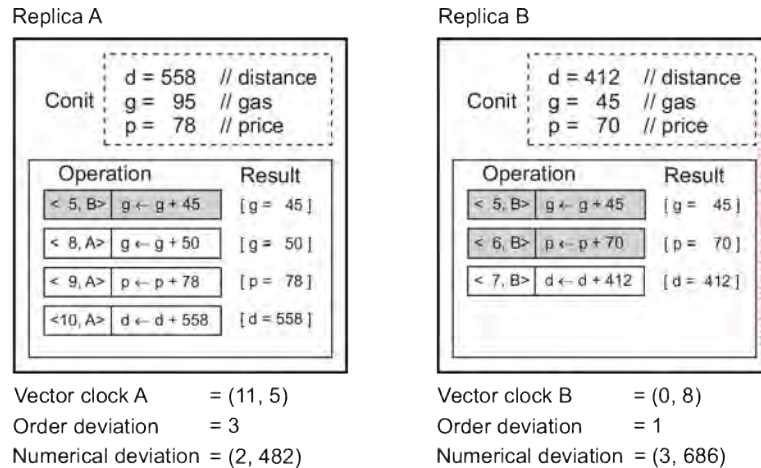 Replica A
Conit
d = 558 // distance
g = 95 // gas
p = 78 // price
Operation Result
< 5, B> g ← g + 45 [ g = 45 ]
< 8, A> g ← g + 50 [ g = 50 ]
< 9, A> p ← p + 78 [ p = 78 ]
<10, A> d ← d + 558 [ d = 558 ]
Vector clock A = (11, 5)
Order deviation = 3
Numerical deviation = (2, 482)
Replica B
Conit
d = 412 // distance
g = 45 // gas
p = 70 // price
Operation Result
< 5, B> g ← g + 45 [ g = 45 ]
< 6, B> p ← p + 70 [ p = 70 ]
< 7, B> d ← d + 412 [ d = 412 ]
Vector clock B = (0, 8)
Order deviation = 1
Numerical deviation = (3, 686)